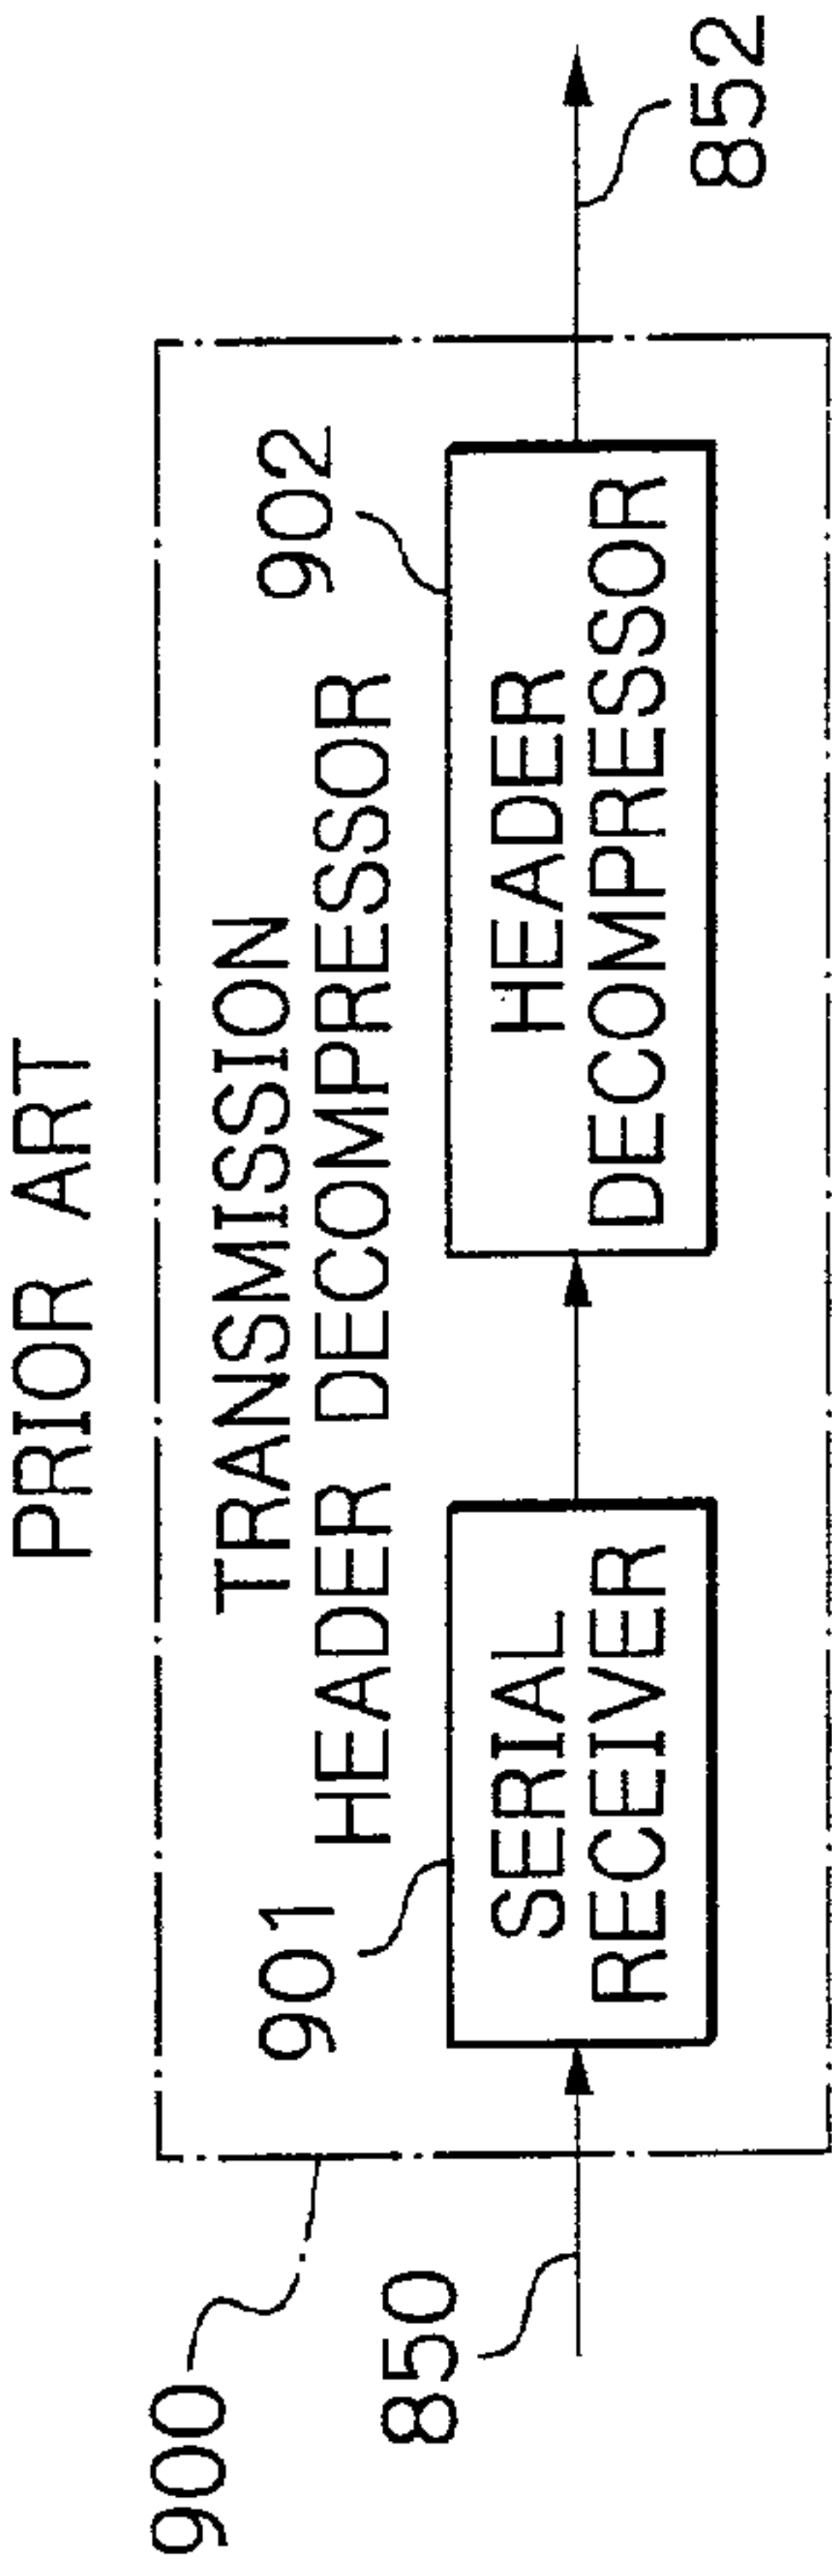 PRIOR ART
900
TRANSMISSION
HEADER DECOMPRESSOR
901
902
850
SERIAL
RECEIVER
HEADER
DECOMPRESSOR
852